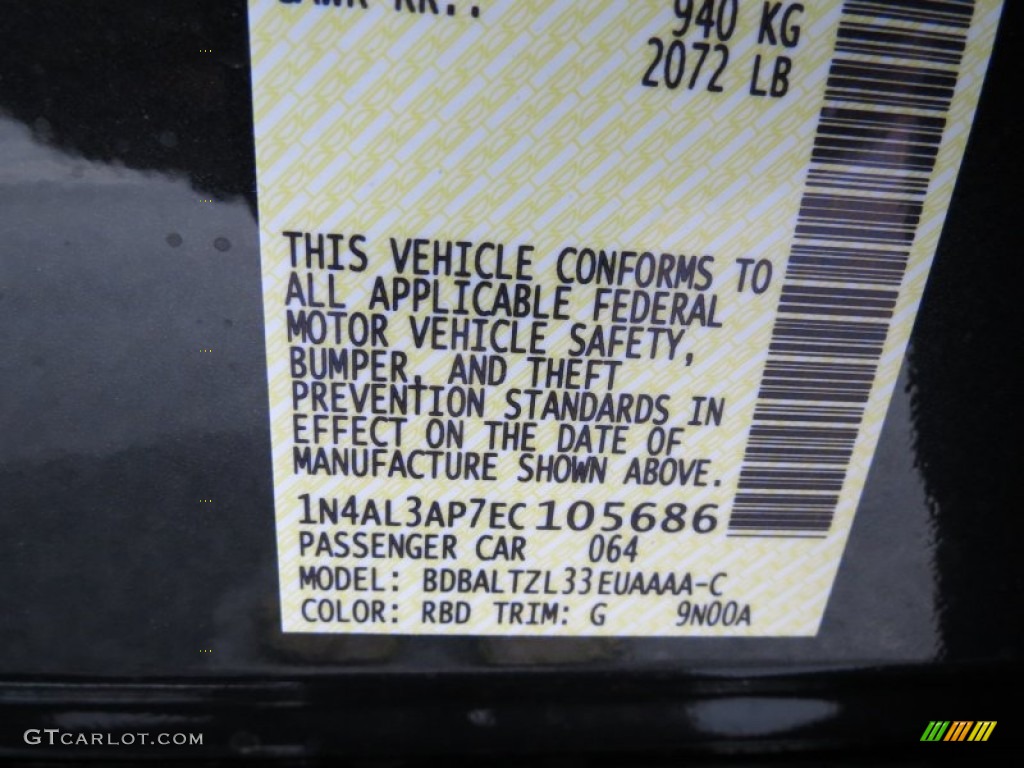 GAWR RR.:
940 KG
2072 LB
THIS VEHICLE CONFORMS TO
ALL APPLICABLE FEDERAL
MOTOR VEHICLE SAFETY,
BUMPER, AND THEFT
PREVENTION STANDARDS IN
EFFECT ON THE DATE OF
MANUFACTURE SHOWN ABOVE.
1N4AL3AP7EC105686
PASSENGER CAR 064
MODEL: BDBALTZL33EUAAAA-C
COLOR: RBD TRIM: G 9N00A
GTCARLOT.COM